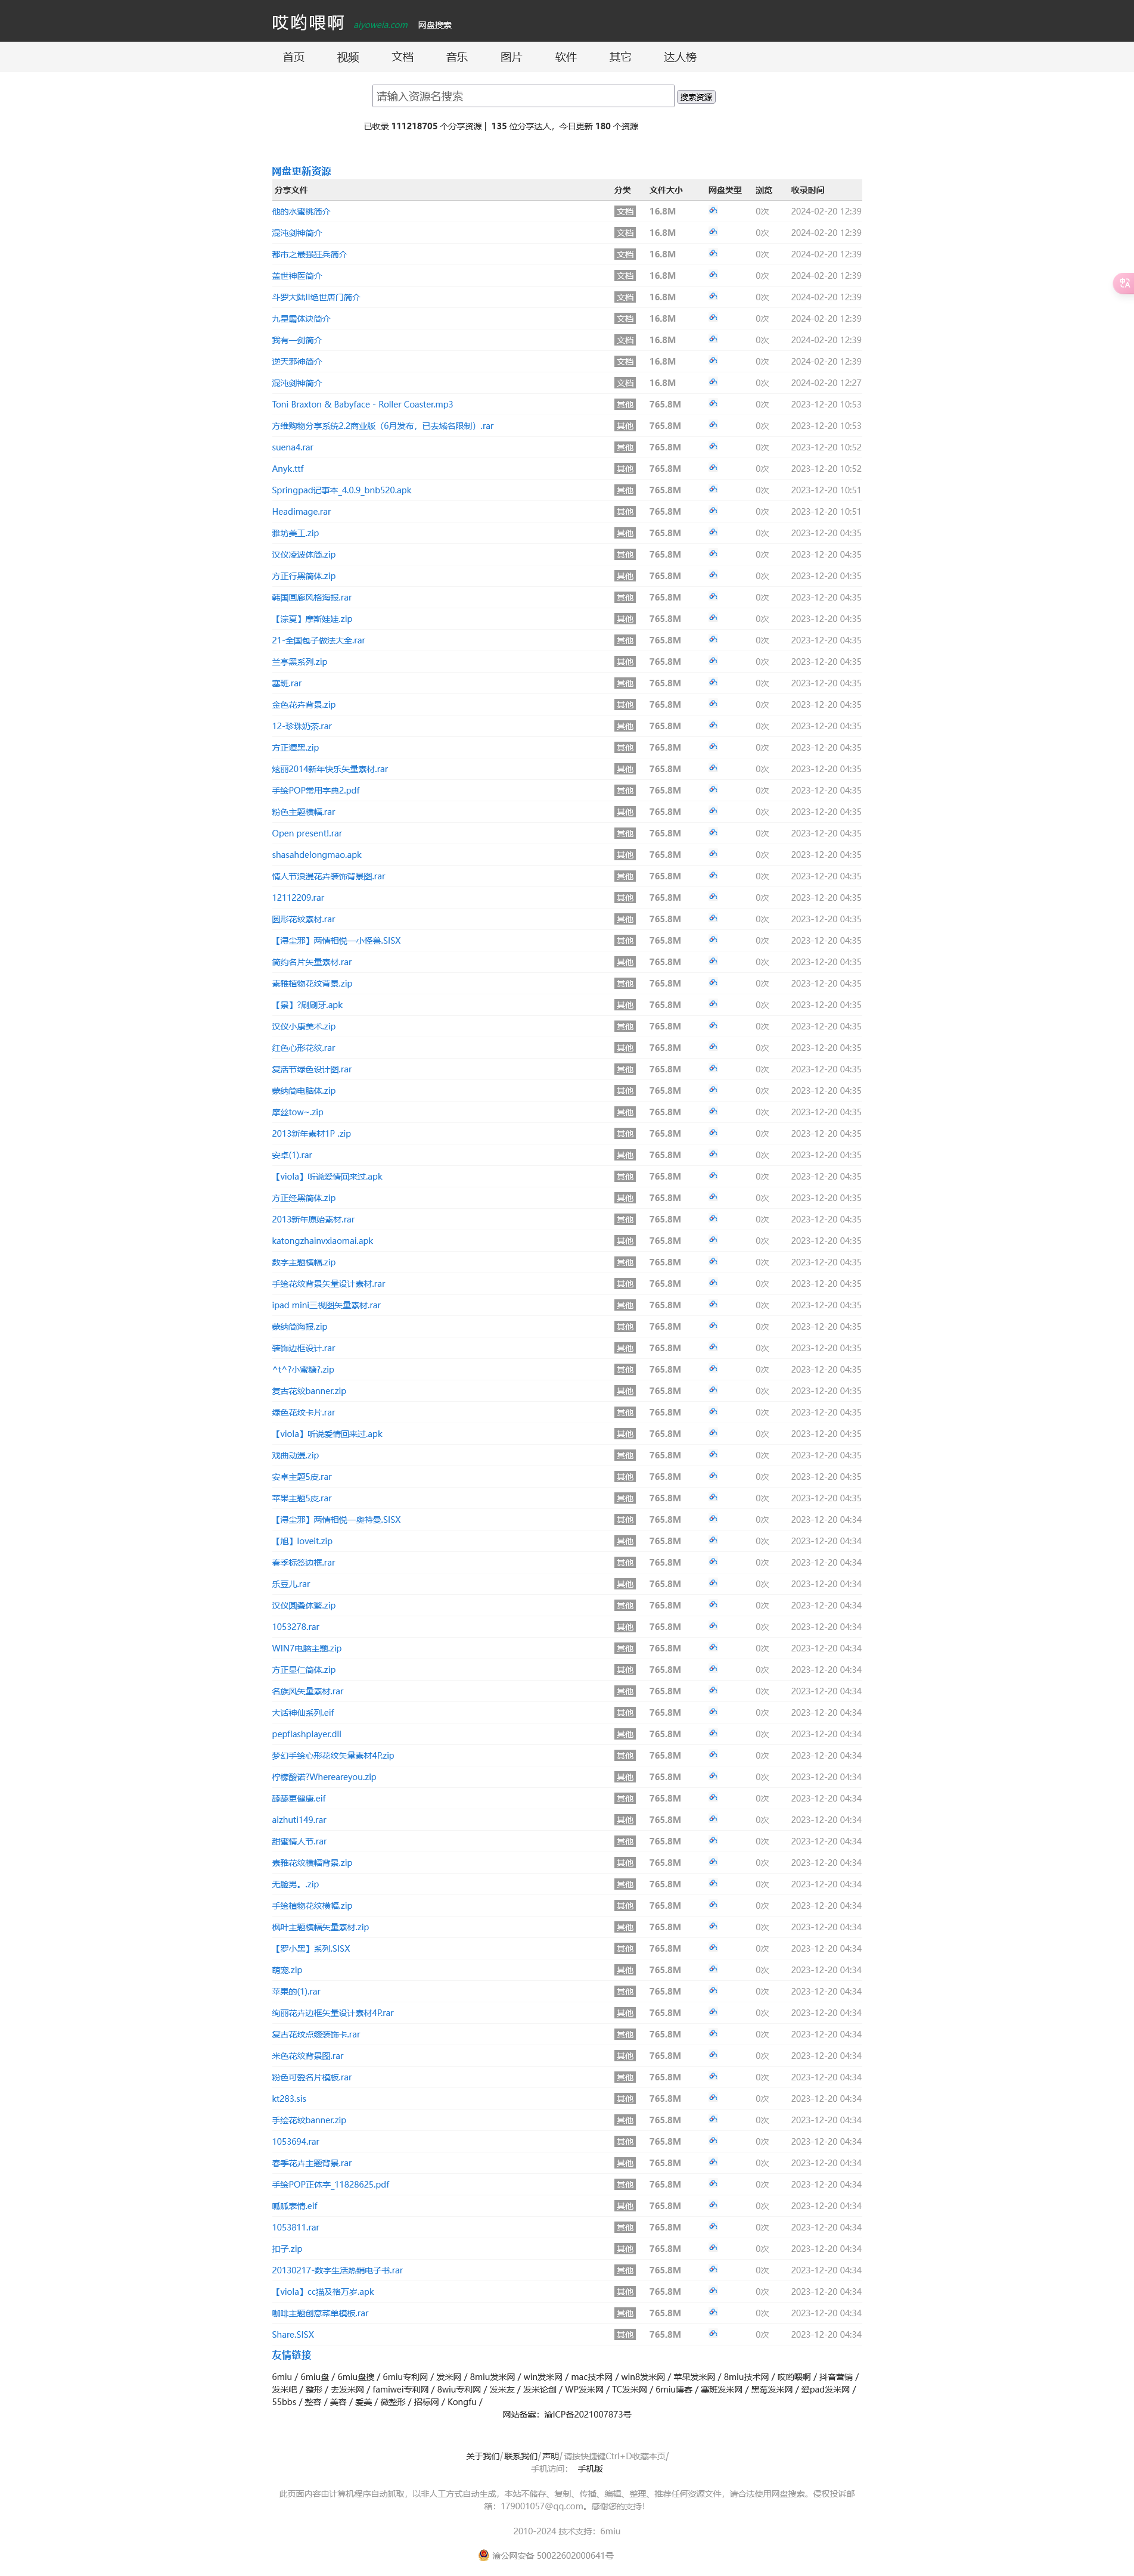 哎哟喂啊 aiyoweia.com 网盘搜索
首页 视频 文档 音乐 图片 软件 其它 达人榜
请输入资源名搜索 搜索资源
已收录 111218705 个分享资源 | 135 位分享达人，今日更新 180 个资源
网盘更新资源
分享文件 分类 文件大小 网盘类型 浏览 收录时间
他的水蜜桃简介 文档 16.8M 0次 2024-02-20 12:39
混沌剑神简介 文档 16.8M 0次 2024-02-20 12:39
都市之最强狂兵简介 文档 16.8M 0次 2024-02-20 12:39
盖世神医简介 文档 16.8M 0次 2024-02-20 12:39
斗罗大陆II绝世唐门简介 文档 16.8M 0次 2024-02-20 12:39
九星霸体诀简介 文档 16.8M 0次 2024-02-20 12:39
我有一剑简介 文档 16.8M 0次 2024-02-20 12:39
逆天邪神简介 文档 16.8M 0次 2024-02-20 12:39
混沌剑神简介 文档 16.8M 0次 2024-02-20 12:27
Toni Braxton & Babyface - Roller Coaster.mp3 其他 765.8M 0次 2023-12-20 10:53
方维购物分享系统2.2商业版（6月发布，已去域名限制）.rar 其他 765.8M 0次 2023-12-20 10:53
suena4.rar 其他 765.8M 0次 2023-12-20 10:52
Anyk.ttf 其他 765.8M 0次 2023-12-20 10:52
Springpad记事本_4.0.9_bnb520.apk 其他 765.8M 0次 2023-12-20 10:51
Headimage.rar 其他 765.8M 0次 2023-12-20 10:51
雅坊美工.zip 其他 765.8M 0次 2023-12-20 04:35
汉仪凌波体简.zip 其他 765.8M 0次 2023-12-20 04:35
方正行黑简体.zip 其他 765.8M 0次 2023-12-20 04:35
韩国画廊风格海报.rar 其他 765.8M 0次 2023-12-20 04:35
【淙夏】摩斯娃娃.zip 其他 765.8M 0次 2023-12-20 04:35
21-全国包子做法大全.rar 其他 765.8M 0次 2023-12-20 04:35
兰亭黑系列.zip 其他 765.8M 0次 2023-12-20 04:35
塞班.rar 其他 765.8M 0次 2023-12-20 04:35
金色花卉背景.zip 其他 765.8M 0次 2023-12-20 04:35
12-珍珠奶茶.rar 其他 765.8M 0次 2023-12-20 04:35
方正谭黑.zip 其他 765.8M 0次 2023-12-20 04:35
炫丽2014新年快乐矢量素材.rar 其他 765.8M 0次 2023-12-20 04:35
手绘POP常用字典2.pdf 其他 765.8M 0次 2023-12-20 04:35
粉色主题横幅.rar 其他 765.8M 0次 2023-12-20 04:35
Open present!.rar 其他 765.8M 0次 2023-12-20 04:35
shasahdelongmao.apk 其他 765.8M 0次 2023-12-20 04:35
情人节浪漫花卉装饰背景图.rar 其他 765.8M 0次 2023-12-20 04:35
12112209.rar 其他 765.8M 0次 2023-12-20 04:35
圆形花纹素材.rar 其他 765.8M 0次 2023-12-20 04:35
【浔尘邪】两情相悦—小怪兽.SISX 其他 765.8M 0次 2023-12-20 04:35
简约名片矢量素材.rar 其他 765.8M 0次 2023-12-20 04:35
素雅植物花纹背景.zip 其他 765.8M 0次 2023-12-20 04:35
【景】?刷刷牙.apk 其他 765.8M 0次 2023-12-20 04:35
汉仪小康美术.zip 其他 765.8M 0次 2023-12-20 04:35
红色心形花纹.rar 其他 765.8M 0次 2023-12-20 04:35
复活节绿色设计图.rar 其他 765.8M 0次 2023-12-20 04:35
蒙纳简电脑体.zip 其他 765.8M 0次 2023-12-20 04:35
摩丝tow~.zip 其他 765.8M 0次 2023-12-20 04:35
2013新年素材1P .zip 其他 765.8M 0次 2023-12-20 04:35
安卓(1).rar 其他 765.8M 0次 2023-12-20 04:35
【viola】听说爱情回来过.apk 其他 765.8M 0次 2023-12-20 04:35
方正经黑简体.zip 其他 765.8M 0次 2023-12-20 04:35
2013新年原始素材.rar 其他 765.8M 0次 2023-12-20 04:35
katongzhainvxiaomai.apk 其他 765.8M 0次 2023-12-20 04:35
数字主题横幅.zip 其他 765.8M 0次 2023-12-20 04:35
手绘花纹背景矢量设计素材.rar 其他 765.8M 0次 2023-12-20 04:35
ipad mini三视图矢量素材.rar 其他 765.8M 0次 2023-12-20 04:35
蒙纳简海报.zip 其他 765.8M 0次 2023-12-20 04:35
装饰边框设计.rar 其他 765.8M 0次 2023-12-20 04:35
^t^?小蜜糖?.zip 其他 765.8M 0次 2023-12-20 04:35
复古花纹banner.zip 其他 765.8M 0次 2023-12-20 04:35
绿色花纹卡片.rar 其他 765.8M 0次 2023-12-20 04:35
【viola】听说爱情回来过.apk 其他 765.8M 0次 2023-12-20 04:35
戏曲动漫.zip 其他 765.8M 0次 2023-12-20 04:35
安卓主题5皮.rar 其他 765.8M 0次 2023-12-20 04:35
苹果主题5皮.rar 其他 765.8M 0次 2023-12-20 04:35
【浔尘邪】两情相悦—奥特曼.SISX 其他 765.8M 0次 2023-12-20 04:34
【旭】loveit.zip 其他 765.8M 0次 2023-12-20 04:34
春季标签边框.rar 其他 765.8M 0次 2023-12-20 04:34
乐豆儿.rar 其他 765.8M 0次 2023-12-20 04:34
汉仪圆叠体繁.zip 其他 765.8M 0次 2023-12-20 04:34
1053278.rar 其他 765.8M 0次 2023-12-20 04:34
WIN7电脑主题.zip 其他 765.8M 0次 2023-12-20 04:34
方正显仁简体.zip 其他 765.8M 0次 2023-12-20 04:34
名族风矢量素材.rar 其他 765.8M 0次 2023-12-20 04:34
大话神仙系列.eif 其他 765.8M 0次 2023-12-20 04:34
pepflashplayer.dll 其他 765.8M 0次 2023-12-20 04:34
梦幻手绘心形花纹矢量素材4P.zip 其他 765.8M 0次 2023-12-20 04:34
柠檬酸诺?Whereareyou.zip 其他 765.8M 0次 2023-12-20 04:34
舔舔更健康.eif 其他 765.8M 0次 2023-12-20 04:34
aizhuti149.rar 其他 765.8M 0次 2023-12-20 04:34
甜蜜情人节.rar 其他 765.8M 0次 2023-12-20 04:34
素雅花纹横幅背景.zip 其他 765.8M 0次 2023-12-20 04:34
无脸男。.zip 其他 765.8M 0次 2023-12-20 04:34
手绘植物花纹横幅.zip 其他 765.8M 0次 2023-12-20 04:34
枫叶主题横幅矢量素材.zip 其他 765.8M 0次 2023-12-20 04:34
【罗小黑】系列.SISX 其他 765.8M 0次 2023-12-20 04:34
萌宠.zip 其他 765.8M 0次 2023-12-20 04:34
苹果的(1).rar 其他 765.8M 0次 2023-12-20 04:34
绚丽花卉边框矢量设计素材4P.rar 其他 765.8M 0次 2023-12-20 04:34
复古花纹点缀装饰卡.rar 其他 765.8M 0次 2023-12-20 04:34
米色花纹背景图.rar 其他 765.8M 0次 2023-12-20 04:34
粉色可爱名片模板.rar 其他 765.8M 0次 2023-12-20 04:34
kt283.sis 其他 765.8M 0次 2023-12-20 04:34
手绘花纹banner.zip 其他 765.8M 0次 2023-12-20 04:34
1053694.rar 其他 765.8M 0次 2023-12-20 04:34
春季花卉主题背景.rar 其他 765.8M 0次 2023-12-20 04:34
手绘POP正体字_11828625.pdf 其他 765.8M 0次 2023-12-20 04:34
呱呱表情.eif 其他 765.8M 0次 2023-12-20 04:34
1053811.rar 其他 765.8M 0次 2023-12-20 04:34
扣子.zip 其他 765.8M 0次 2023-12-20 04:34
20130217-数字生活热销电子书.rar 其他 765.8M 0次 2023-12-20 04:34
【viola】cc猫及格万岁.apk 其他 765.8M 0次 2023-12-20 04:34
咖啡主题创意菜单模板.rar 其他 765.8M 0次 2023-12-20 04:34
Share.SISX 其他 765.8M 0次 2023-12-20 04:34
友情链接
6miu / 6miu盘 / 6miu盘搜 / 6miu专利网 / 发米网 / 8miu发米网 / win发米网 / mac技术网 / win8发米网 / 苹果发米网 / 8miu技术网 / 哎哟喂啊 / 抖音营销 /
发米吧 / 整形 / 去发米网 / famiwei专利网 / 8wiu专利网 / 发米友 / 发米论剑 / WP发米网 / TC发米网 / 6miu博客 / 塞班发米网 / 黑莓发米网 / 爱pad发米网 /
55bbs / 整容 / 美容 / 爱美 / 微整形 / 招标网 / Kongfu /
网站备案：渝ICP备2021007873号
关于我们/ 联系我们/ 声明/ 请按快捷键Ctrl+D收藏本页/
手机访问： 手机版
此页面内容由计算机程序自动抓取，以非人工方式自动生成，本站不储存、复制、传播、编辑、整理、推荐任何资源文件，请合法使用网盘搜索。侵权投诉邮
箱：179001057@qq.com。感谢您的支持！
2010-2024 技术支持：6miu
渝公网安备 50022602000641号